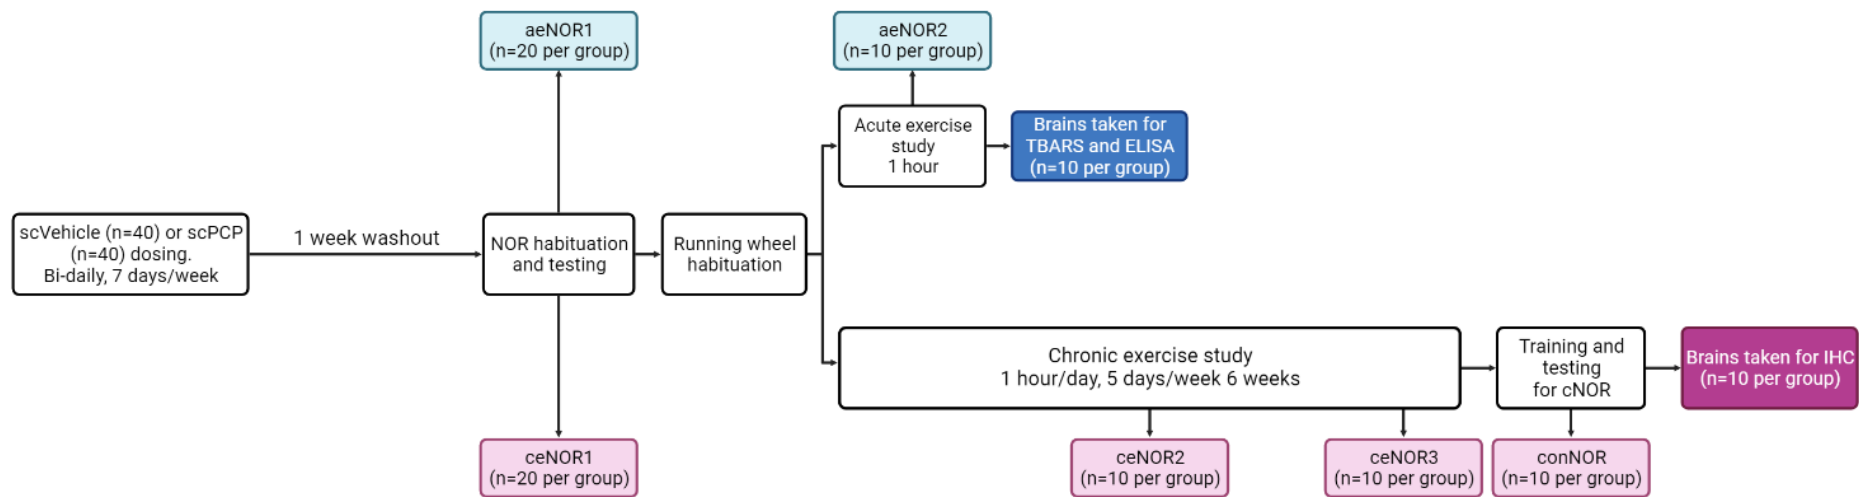 aeNOR1
(n=20 per group)
aeNOR2
(n=10 per group)
Acute exercise
study
1 hour
Brains taken for
TBARS and ELISA
(n=10 per group)
scVehicle (n=40) or scPCP
(n=40) dosing.
Bi-daily, 7 days/week
1 week washout
NOR habituation
and testing
Running wheel
habituation
Chronic exercise study
1 hour/day, 5 days/week 6 weeks
Training and
testing
for cNOR
Brains taken for IHC
(n=10 per group)
ceNOR1
(n=20 per group)
ceNOR2
(n=10 per group)
ceNOR3
(n=10 per group)
conNOR
(n=10 per group)